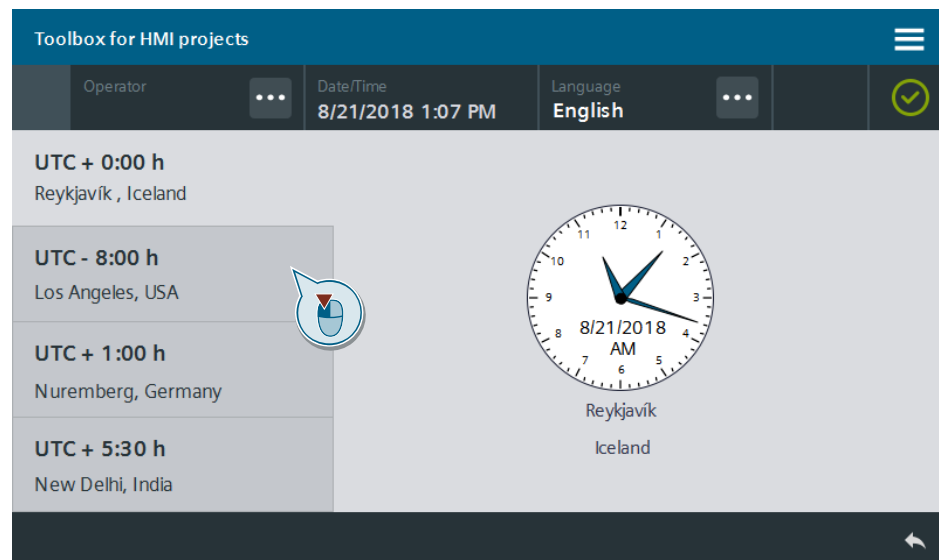 Toolbox for HMI projects
Operator
Date/Time
8/21/2018 1:07 PM
Language
English
UTC + 0:00 h
Reykjavík , Iceland
UTC - 8:00 h
Los Angeles, USA
UTC + 1:00 h
Nuremberg, Germany
UTC + 5:30 h
New Delhi, India
12
1
2
3
4
5
6
7
8
9
10
11
8/21/2018
AM
Reykjavík
Iceland